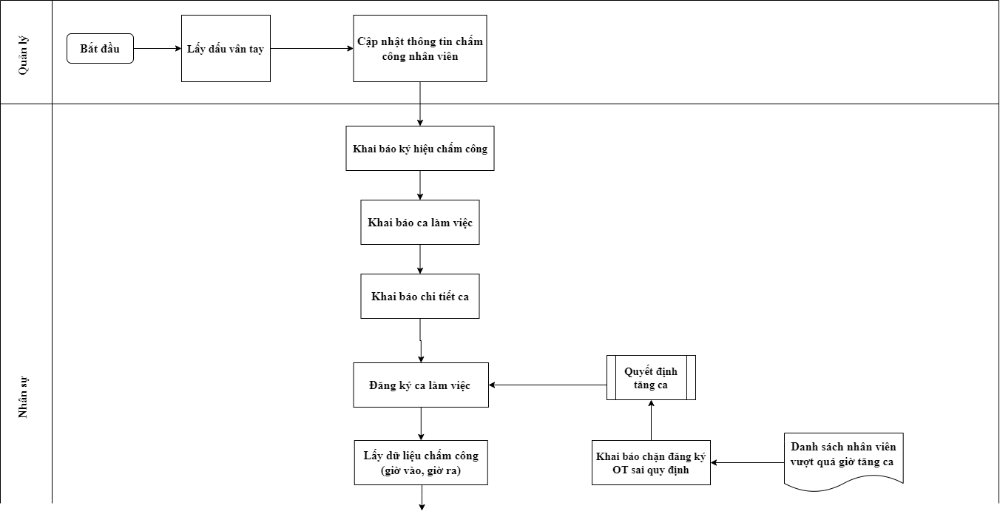 Quản lý
Bắt đầu
Lấy dấu vân tay
Cập nhật thông tin chấm
công nhân viên
Nhân sự
Khai báo ký hiệu chấm công
Khai báo ca làm việc
Khai báo chi tiết ca
Đăng ký ca làm việc
Quyết định
tăng ca
Lấy dữ liệu chấm công
(giờ vào, giờ ra)
Khai báo chặn đăng ký
OT sai quy định
Danh sách nhân viên
vượt quá giờ tăng ca